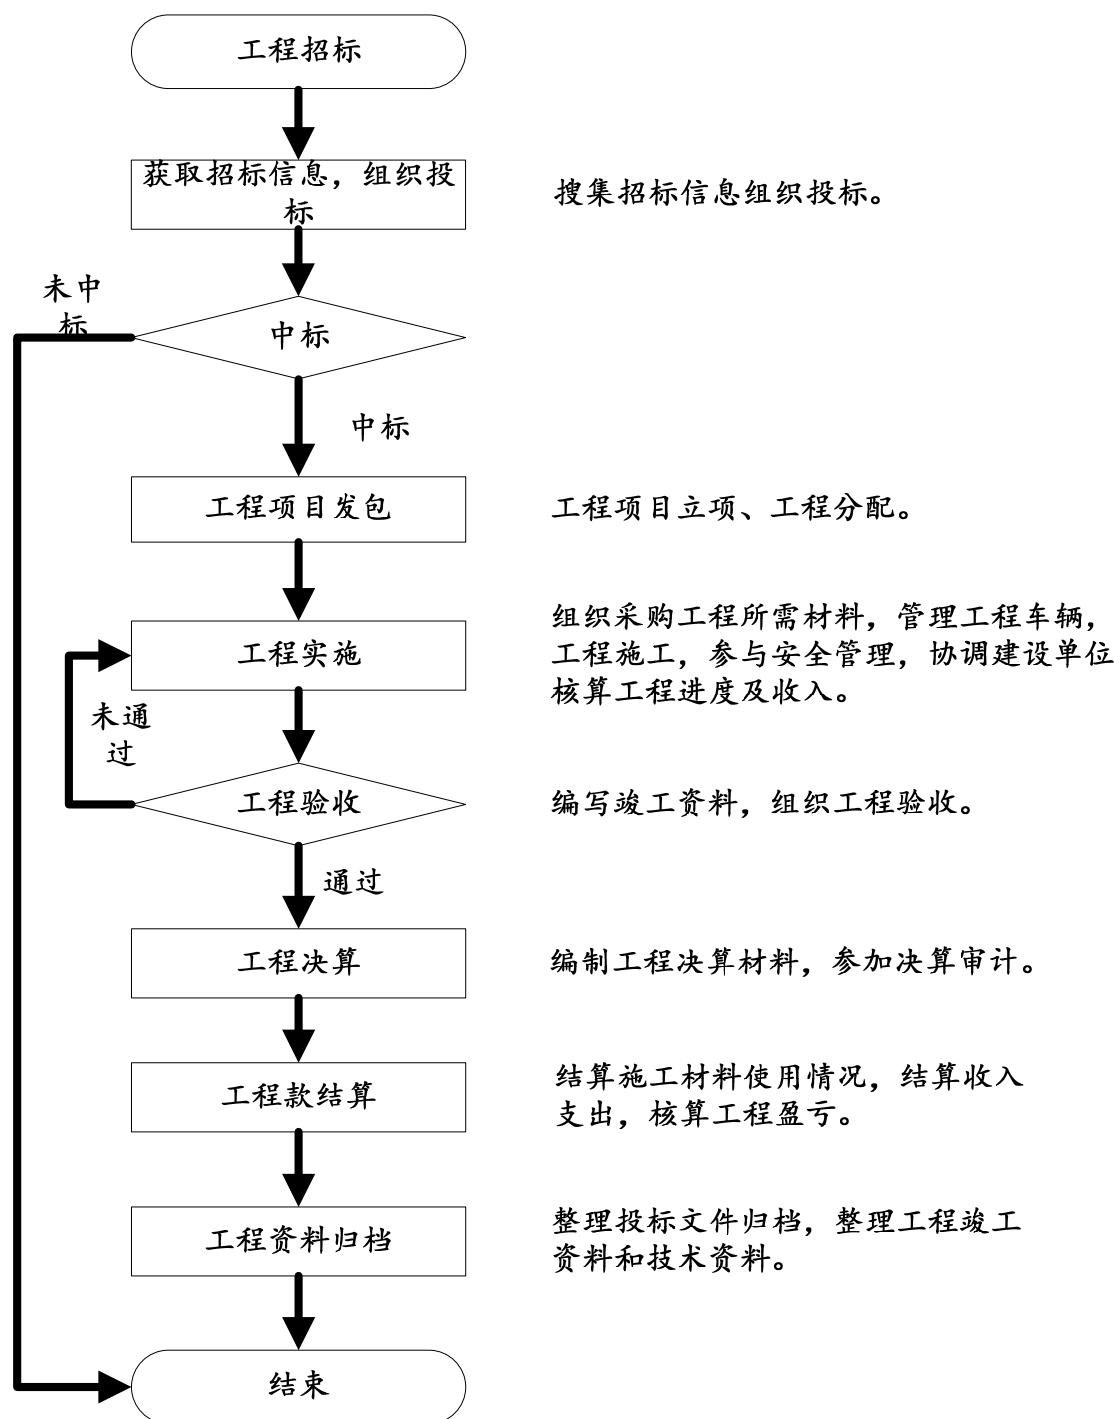 工程招标
获取招标信息，组织投
标
搜集招标信息组织投标。
未中
标
中标
中标
工程项目发包
工程项目立项、工程分配。
工程实施
组织采购工程所需材料，管理工程车辆，
工程施工，参与安全管理，协调建设单位
核算工程进度及收入。
未通
过
工程验收
编写竣工资料，组织工程验收。
通过
工程决算
编制工程决算材料，参加决算审计。
工程款结算
结算施工材料使用情况，结算收入
支出，核算工程盈亏。
工程资料归档
整理投标文件归档，整理工程竣工
资料和技术资料。
结束